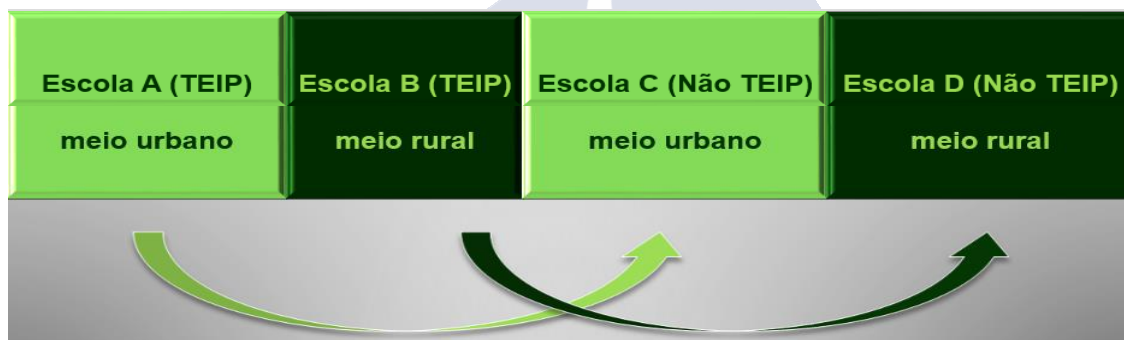 Escola A (TEIP) Escola B (TEIP) Escola C (Não TEIP) Escola D (Não TEIP)
meio urbano meio rural meio urbano meio rural